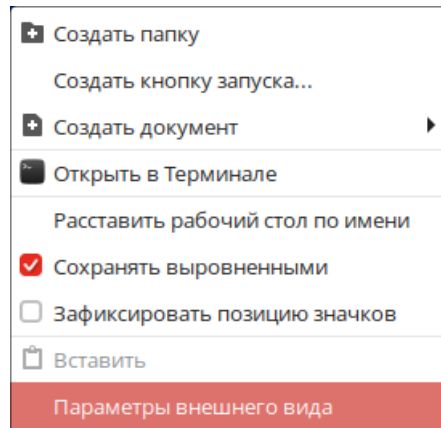 Создать папку
Создать кнопку запуска...
Создать документ
Открыть в Терминале
Расставить рабочий стол по имени
Сохранять выровненными
Зафиксировать позицию значков
Вставить
Параметры внешнего вида